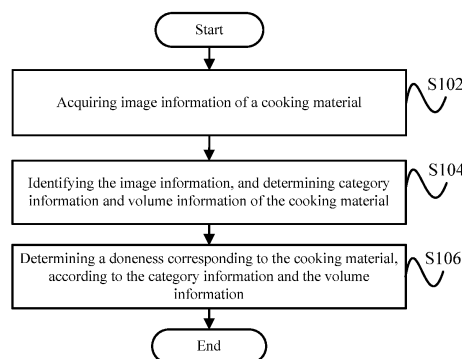 Start
Acquiring image information of a cooking material
S102
Identifying the image information, and determining category
information and volume information of the cooking material
S104
Determining a doneness corresponding to the cooking material,
according to the category information and the volume
information
S106
End